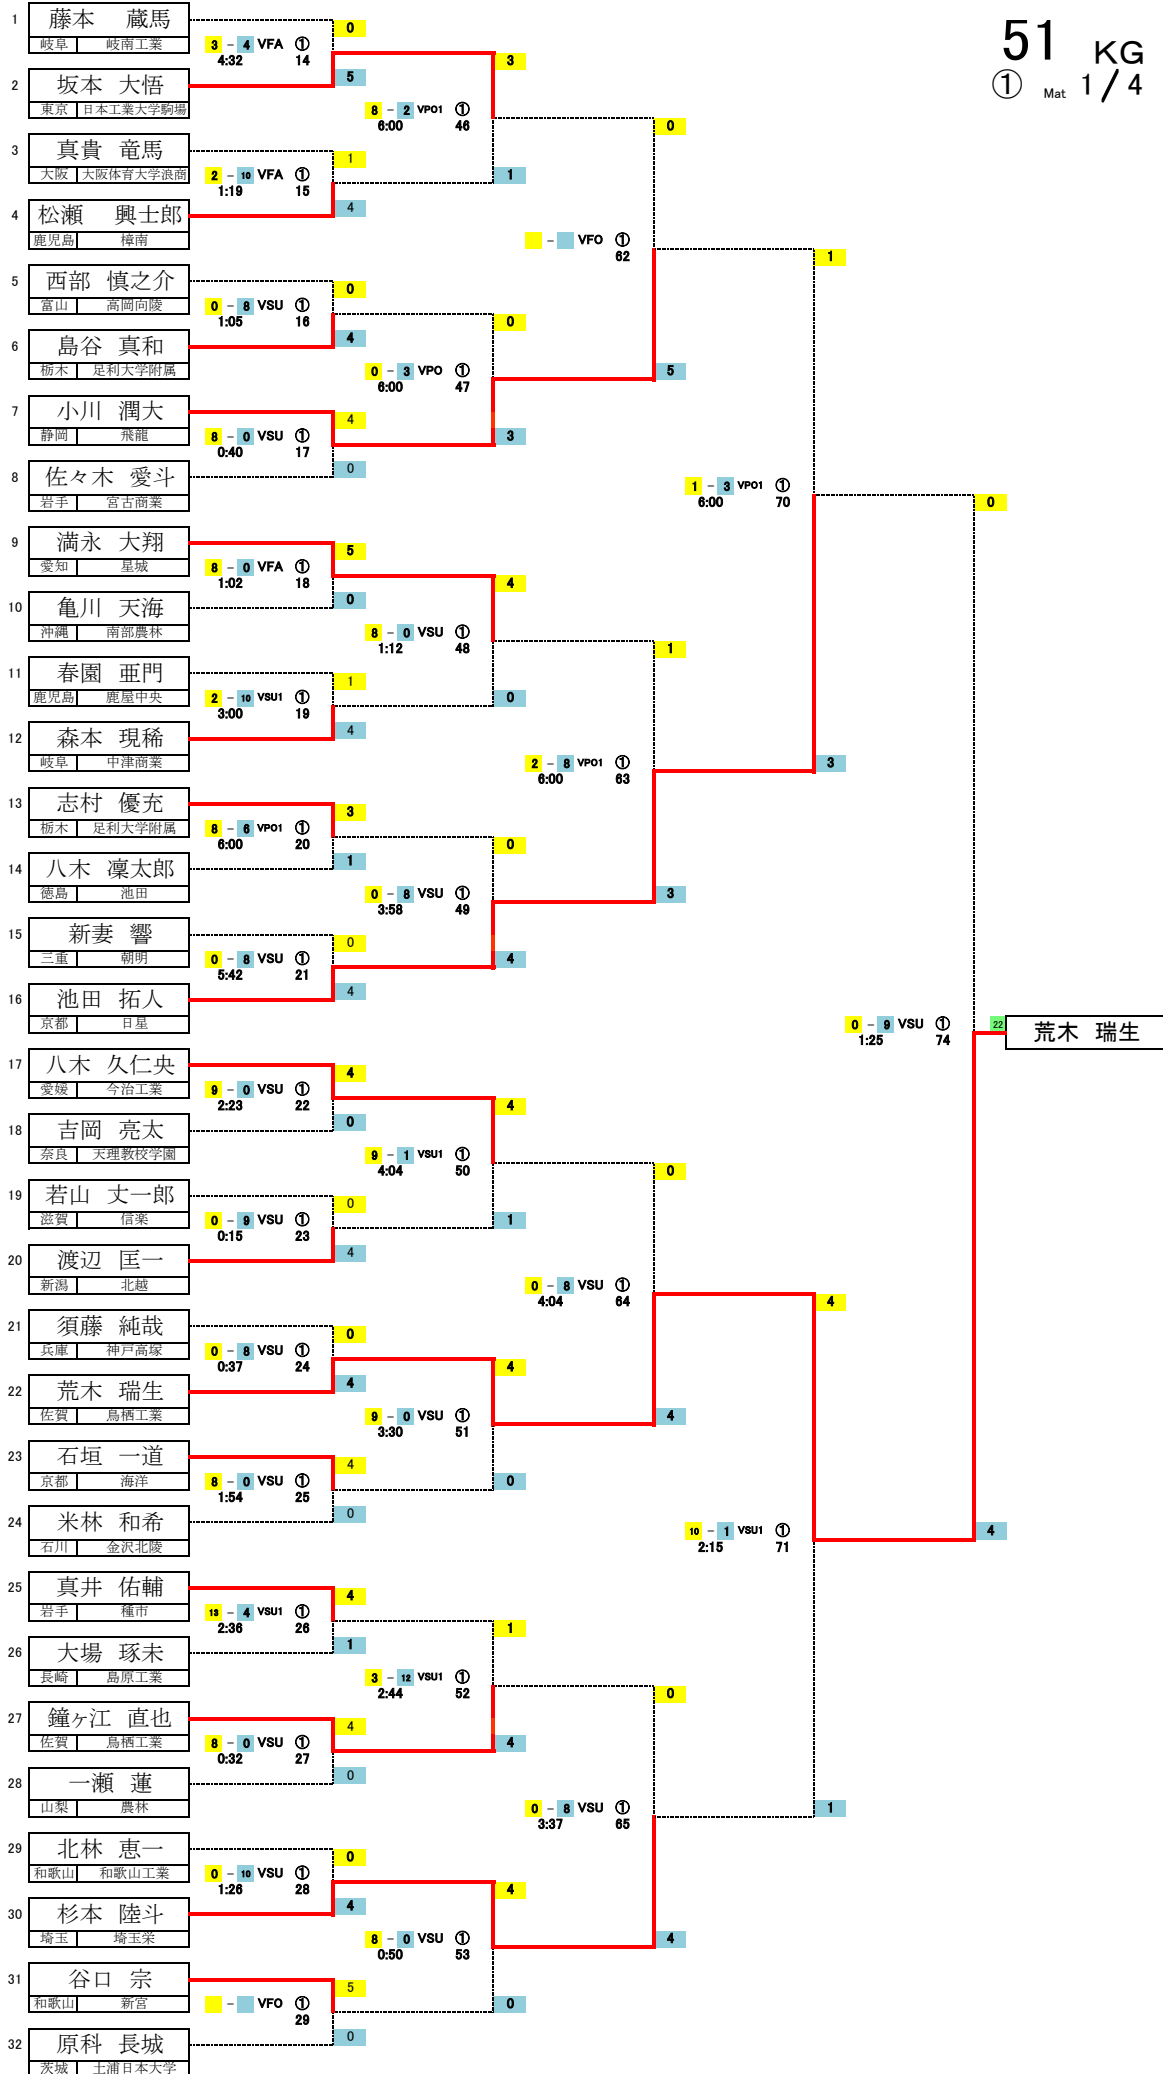 51 KG
① Mat 1/4
1 藤本 蔵馬
岐阜 岐南工業
0
3 - 4 VFA ①
4:32 14
2 坂本 大悟
東京 日本工業大学駒場
5
3
8 - 2 VPO1 ①
6:00 46
0
3 真貴 竜馬
大阪 大阪体育大学浪商
1
2 - 10 VFA ①
1:19 15
1
4 松瀬 興士郎
鹿児島 樟南
4
- VFO ①
62
1
5 西部 慎之介
富山 高岡向陵
0
0 - 8 VSU ①
1:05 16
0
6 島谷 真和
栃木 足利大学附属
4
0 - 3 VPO ①
6:00 47
5
7 小川 潤大
静岡 飛龍
4
8 - 0 VSU ①
0:40 17
3
8 佐々木 愛斗
岩手 宮古商業
0
1 - 3 VPO1 ①
6:00 70
0
9 満永 大翔
愛知 星城
5
8 - 0 VFA ①
1:02 18
4
10 亀川 天海
沖縄 南部農林
0
8 - 0 VSU ①
1:12 48
1
11 春園 亜門
鹿児島 鹿屋中央
1
2 - 10 VSU1 ①
3:00 19
0
12 森本 現稀
岐阜 中津商業
4
2 - 8 VPO1 ①
6:00 63
3
13 志村 優充
栃木 足利大学附属
3
8 - 6 VPO1 ①
6:00 20
0
14 八木 凜太郎
徳島 池田
1
0 - 8 VSU ①
3:58 49
3
15 新妻 響
三重 朝明
0
0 - 8 VSU ①
5:42 21
4
16 池田 拓人
京都 日星
4
0 - 9 VSU ①
1:25 74
22 荒木 瑞生
17 八木 久仁央
愛媛 今治工業
4
9 - 0 VSU ①
2:23 22
4
18 吉岡 亮太
奈良 天理教校学園
0
9 - 1 VSU1 ①
4:04 50
0
19 若山 丈一郎
滋賀 信楽
0
0 - 9 VSU ①
0:15 23
1
20 渡辺 匡一
新潟 北越
4
0 - 8 VSU ①
4:04 64
4
21 須藤 純哉
兵庫 神戸高塚
0
0 - 8 VSU ①
0:37 24
4
22 荒木 瑞生
佐賀 鳥栖工業
4
9 - 0 VSU ①
3:30 51
4
23 石垣 一道
京都 海洋
4
8 - 0 VSU ①
1:54 25
0
24 米林 和希
石川 金沢北陵
0
10 - 1 VSU1 ①
2:15 71
4
25 真井 佑輔
岩手 種市
4
13 - 4 VSU1 ①
2:36 26
1
26 大場 琢未
長崎 島原工業
1
3 - 12 VSU1 ①
2:44 52
0
27 鐘ヶ江 直也
佐賀 鳥栖工業
4
8 - 0 VSU ①
0:32 27
4
28 一瀬 蓮
山梨 農林
0
0 - 8 VSU ①
3:37 65
1
29 北林 恵一
和歌山 和歌山工業
0
0 - 10 VSU ①
1:26 28
4
30 杉本 陸斗
埼玉 埼玉栄
4
8 - 0 VSU ①
0:50 53
4
31 谷口 宗
和歌山 新宮
5
- VFO ①
29
0
32 原科 長城
茨城 土浦日本大学
0